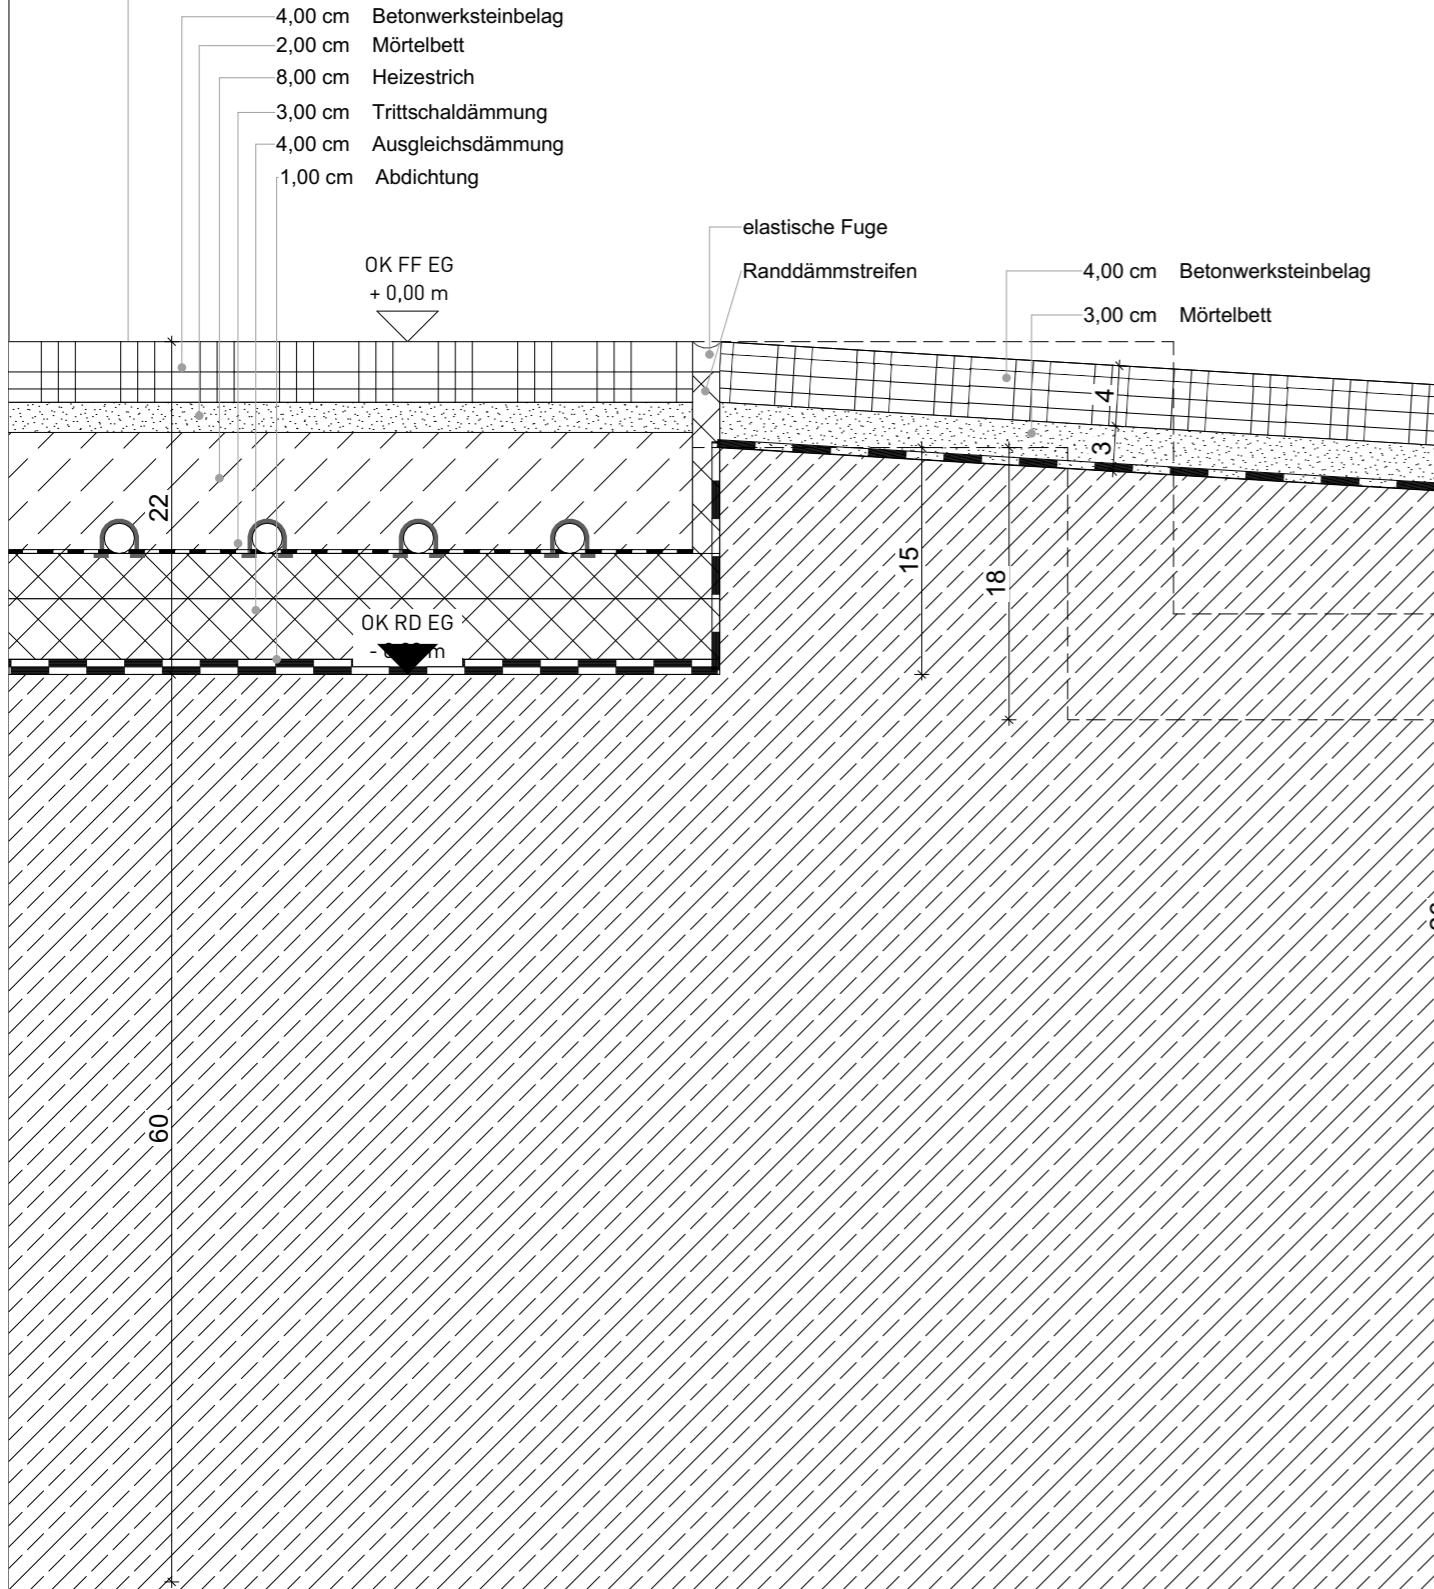 4,00 cm Betonwerksteinbelag
2,00 cm Mörtelbett
8,00 cm Heizestrich
3,00 cm Trittschaldämmung
4,00 cm Ausgleichsdämmung
1,00 cm Abdichtung
elastische Fuge
Randdämmstreifen
4,00 cm Betonwerksteinbelag
3,00 cm Mörtelbett
OK FF EG
+ 0,00 m
4
3
22
15
18
OK RD EG
60